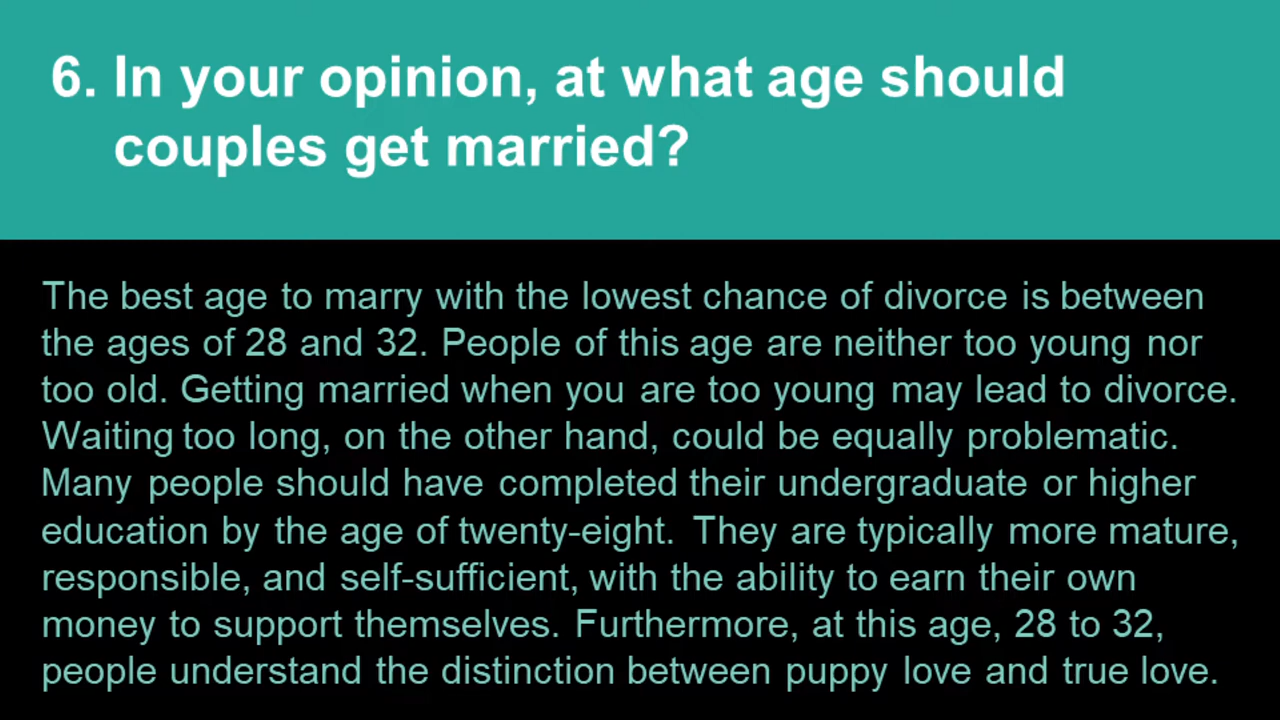 6. In your opinion, at what age should
couples get married?
The best age to marry with the lowest chance of divorce is between
the ages of 28 and 32. People of this age are neither too young nor
too old. Getting married when you are too young may lead to divorce.
Waiting too long, on the other hand, could be equally problematic.
Many people should have completed their undergraduate or higher
education by the age of twenty-eight. They are typically more mature,
responsible, and self-sufficient, with the ability to earn their own
money to support themselves. Furthermore, at this age, 28 to 32,
people understand the distinction between puppy love and true love.